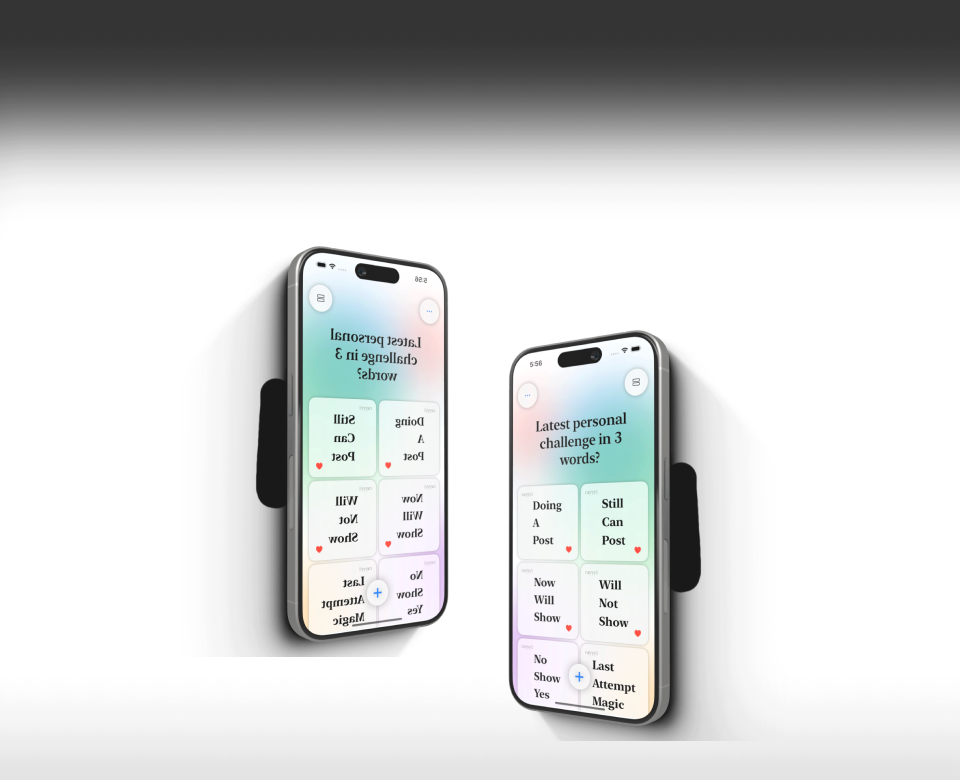 5:56
Latest personal
challenge in 3
words?
Doing
A
Post
Still
Can
Post
Now
Will
Show
Will
Not
Show
No
Show
Yes
Last
Attempt
Magic
5:56
Latest personal
challenge in 3
words?
Still
Can
Post
Doing
A
Post
Will
Not
Show
Now
Will
Show
Last
Attempt
Magic
No
Show
Yes